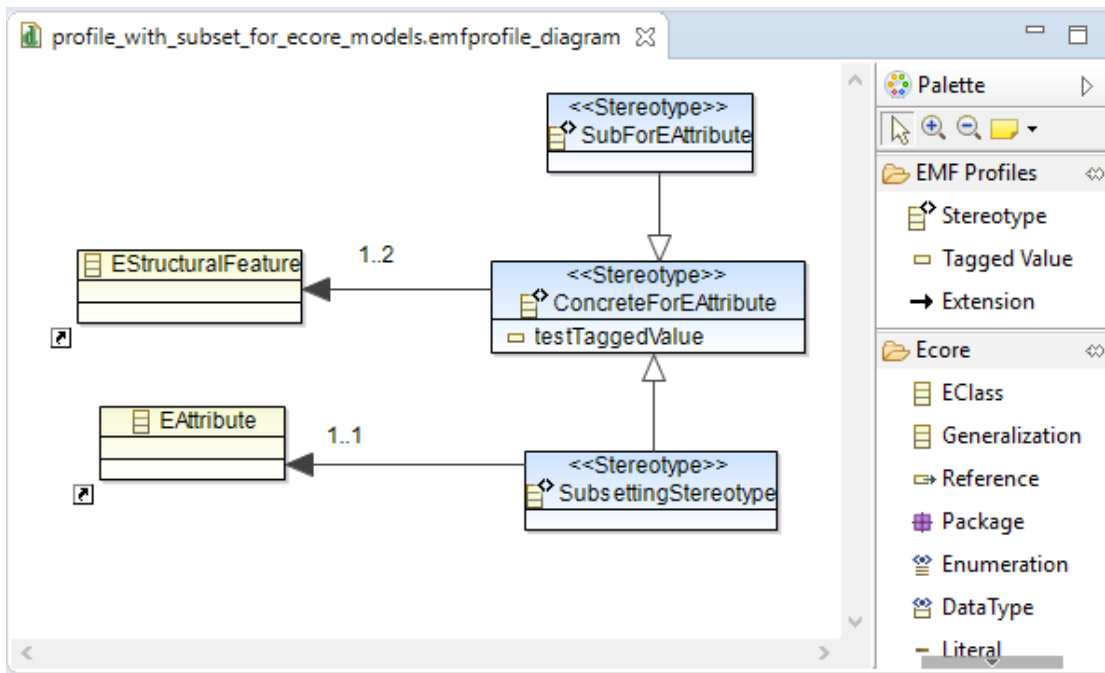 profile_with_subset_for_ecore_models.emfprofile_diagram
<<Stereotype>>
SubForEAttribute
EStructuralFeature
1..2
<<Stereotype>>
ConcreteForEAttribute
testTaggedValue
EAttribute
1..1
<<Stereotype>>
SubsettingStereotype
Palette
EMF Profiles
Stereotype
Tagged Value
Extension
Ecore
EClass
Generalization
Reference
Package
Enumeration
DataType
Literal